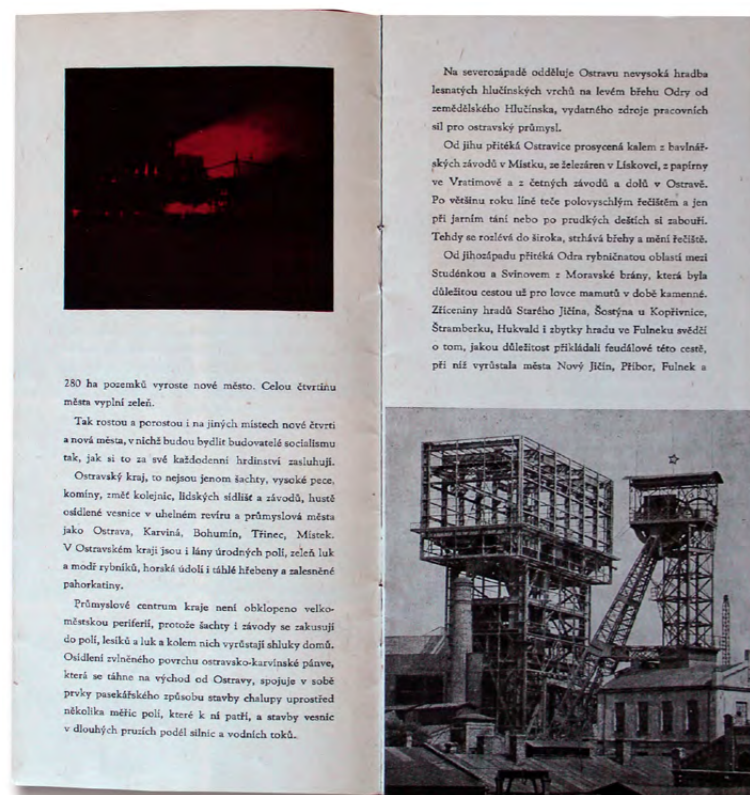 280 ha pozemků vyroste nové město. Celou čtvrtinu
města vyplní zeleň.
Tak rostou a porostou i na jiných místech nové čtvrti
a nová města, v nichž budou bydlit budovatelé socialismu
tak, jak si to za své každodenní hrdinství zasluhují.
Ostravský kraj, to nejsou jenom šachty, vysoké pece,
komíny, změť kolejnic, lidských sídlišť a závodů, hustě
osídlené vesnice v uhelném revíru a průmyslová města
jako Ostrava, Karviná, Bohumín, Třinec, Místek.
V Ostravském kraji jsou i lány úrodných polí, zeleň luk
a modř rybníků, horská údolí i táhlé hřebeny a zalesněné
pahorkatiny.
Průmyslové centrum kraje není obklopeno velko-
městskou periferií, protože šachty i závody se zakusují
do polí, lesíků a luk a kolem nich vyrůstají shluky domů.
Osídlení zvlněného povrchu ostravsko-karvinské pánve,
která se táhne na východ od Ostravy, spojuje v sobě
prvky pasekářského způsobu stavby chalupy uprostřed
několika měřic polí, které k ní patří, a stavby vesnic
v dlouhých pruzích podél silnic a vodních toků.
Na severozápadě odděluje Ostravu nevysoká hradba
lesnatých hlučínských vrchů na levém břehu Odry od
zemědělského Hlučínska, vydatného zdroje pracovních
sil pro ostravský průmysl.
Od jihu přitéká Ostravice prosycená kalem z bavlnář-
ských závodů v Místku, ze železáren v Lískovci, z papírny
ve Vratimově a z četných závodů a dolů v Ostravě.
Po většinu roku líně teče polovyschlým řečištěm a jen
při jarním tání nebo po prudkých deštích si zabouří.
Tehdy se rozlévá do široka, strhává břehy a mění řečiště.
Od jihozápadu přitéká Odra rybničnatou oblastí mezi
Studénkou a Svinovem z Moravské brány, která byla
důležitou cestou už pro lovce mamutů v době kamenné.
Zříceniny hradů Starého Jičína, Šostýna u Kopřivnice,
Štramberku, Hukvald i zbytky hradu ve Fulneku svědčí
o tom, jakou důležitost přikládali feudálové této cestě,
při níž vyrůstala města Nový Jičín, Příbor, Fulnek a